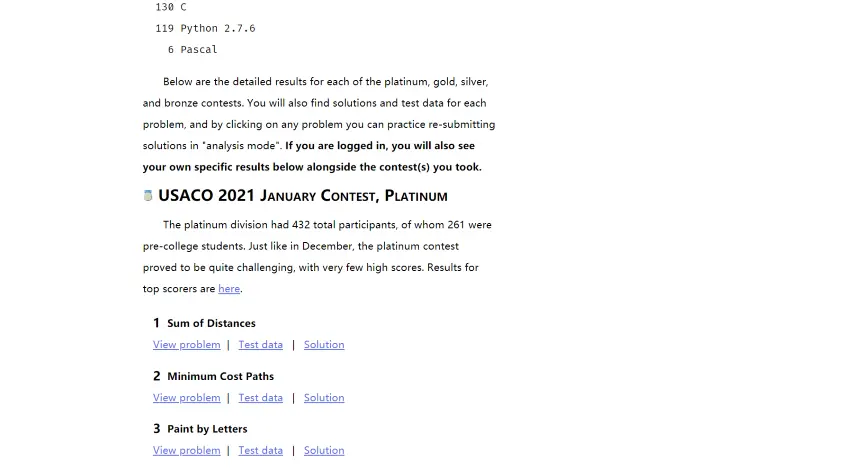 130 C
119 Python 2.7.6
6 Pascal
Below are the detailed results for each of the platinum, gold, silver,
and bronze contests. You will also find solutions and test data for each
problem, and by clicking on any problem you can practice re-submitting
solutions in "analysis mode". If you are logged in, you will also see
your own specific results below alongside the contest(s) you took.
USACO 2021 January Contest, Platinum
The platinum division had 432 total participants, of whom 261 were
pre-college students. Just like in December, the platinum contest
proved to be quite challenging, with very few high scores. Results for
top scorers are here.
1 Sum of Distances
View problem | Test data | Solution
2 Minimum Cost Paths
View problem | Test data | Solution
3 Paint by Letters
View problem | Test data | Solution